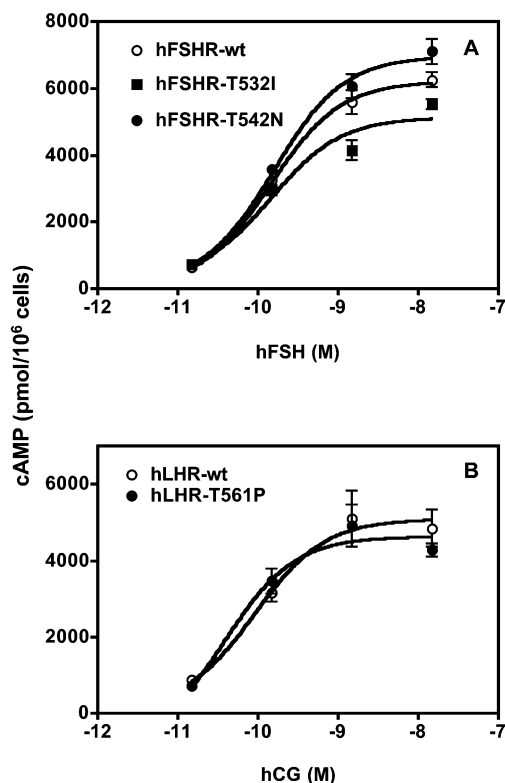 A
hFSHR-wt
hFSHR-T532I
hFSHR-T542N
8000
6000
4000
2000
0
-12 -11 -10 -9 -8 -7
hFSH (M)
cAMP (pmol/10⁶ cells)
B
hLHR-wt
hLHR-T561P
6000
4000
2000
0
-12 -11 -10 -9 -8 -7
hCG (M)